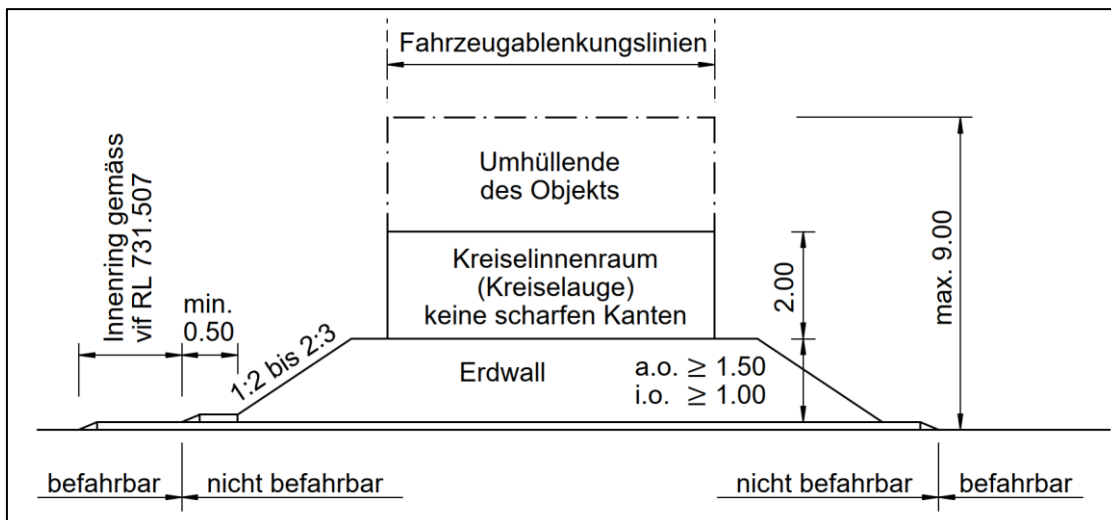 Fahrzeugablenkungslinien
Umhüllende
des Objekts
Innenring gemäss
vif RL 731.507
Kreiselinnenraum
(Kreiselauge)
keine scharfen Kanten
2.00
max. 9.00
min.
0.50
1:2 bis 2:3
Erdwall
a.o. ≥ 1.50
i.o. ≥ 1.00
befahrbar
nicht befahrbar
nicht befahrbar
befahrbar